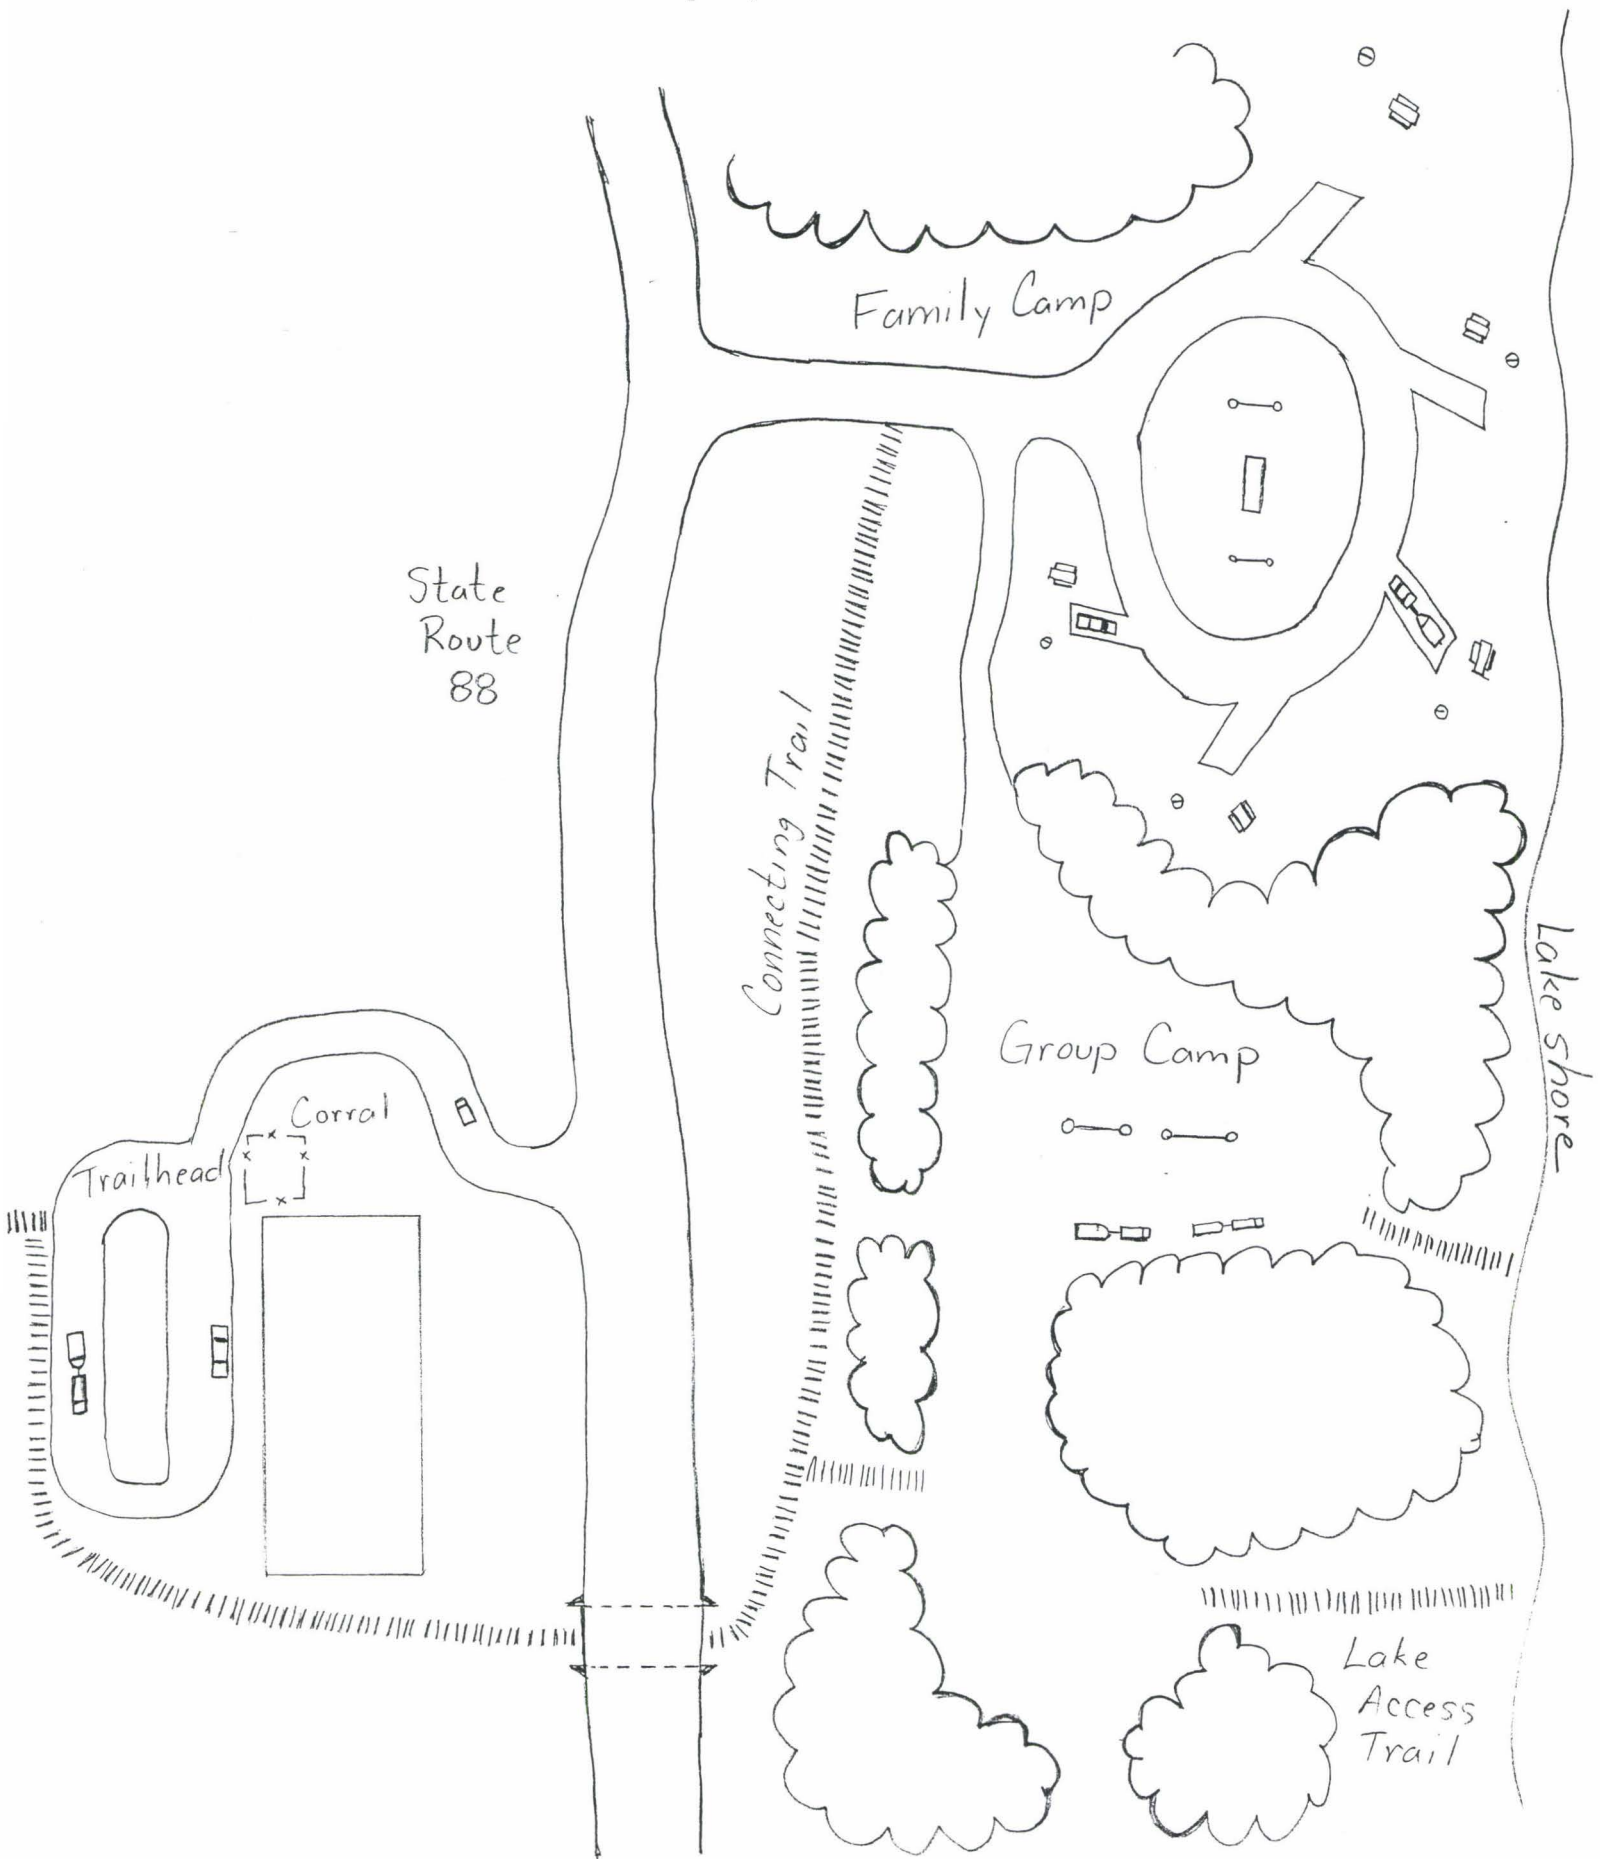 Family Camp
State
Route
88
Connecting Trail
Lake shore
Group Camp
Corral
Trailhead
Lake
Access
Trail